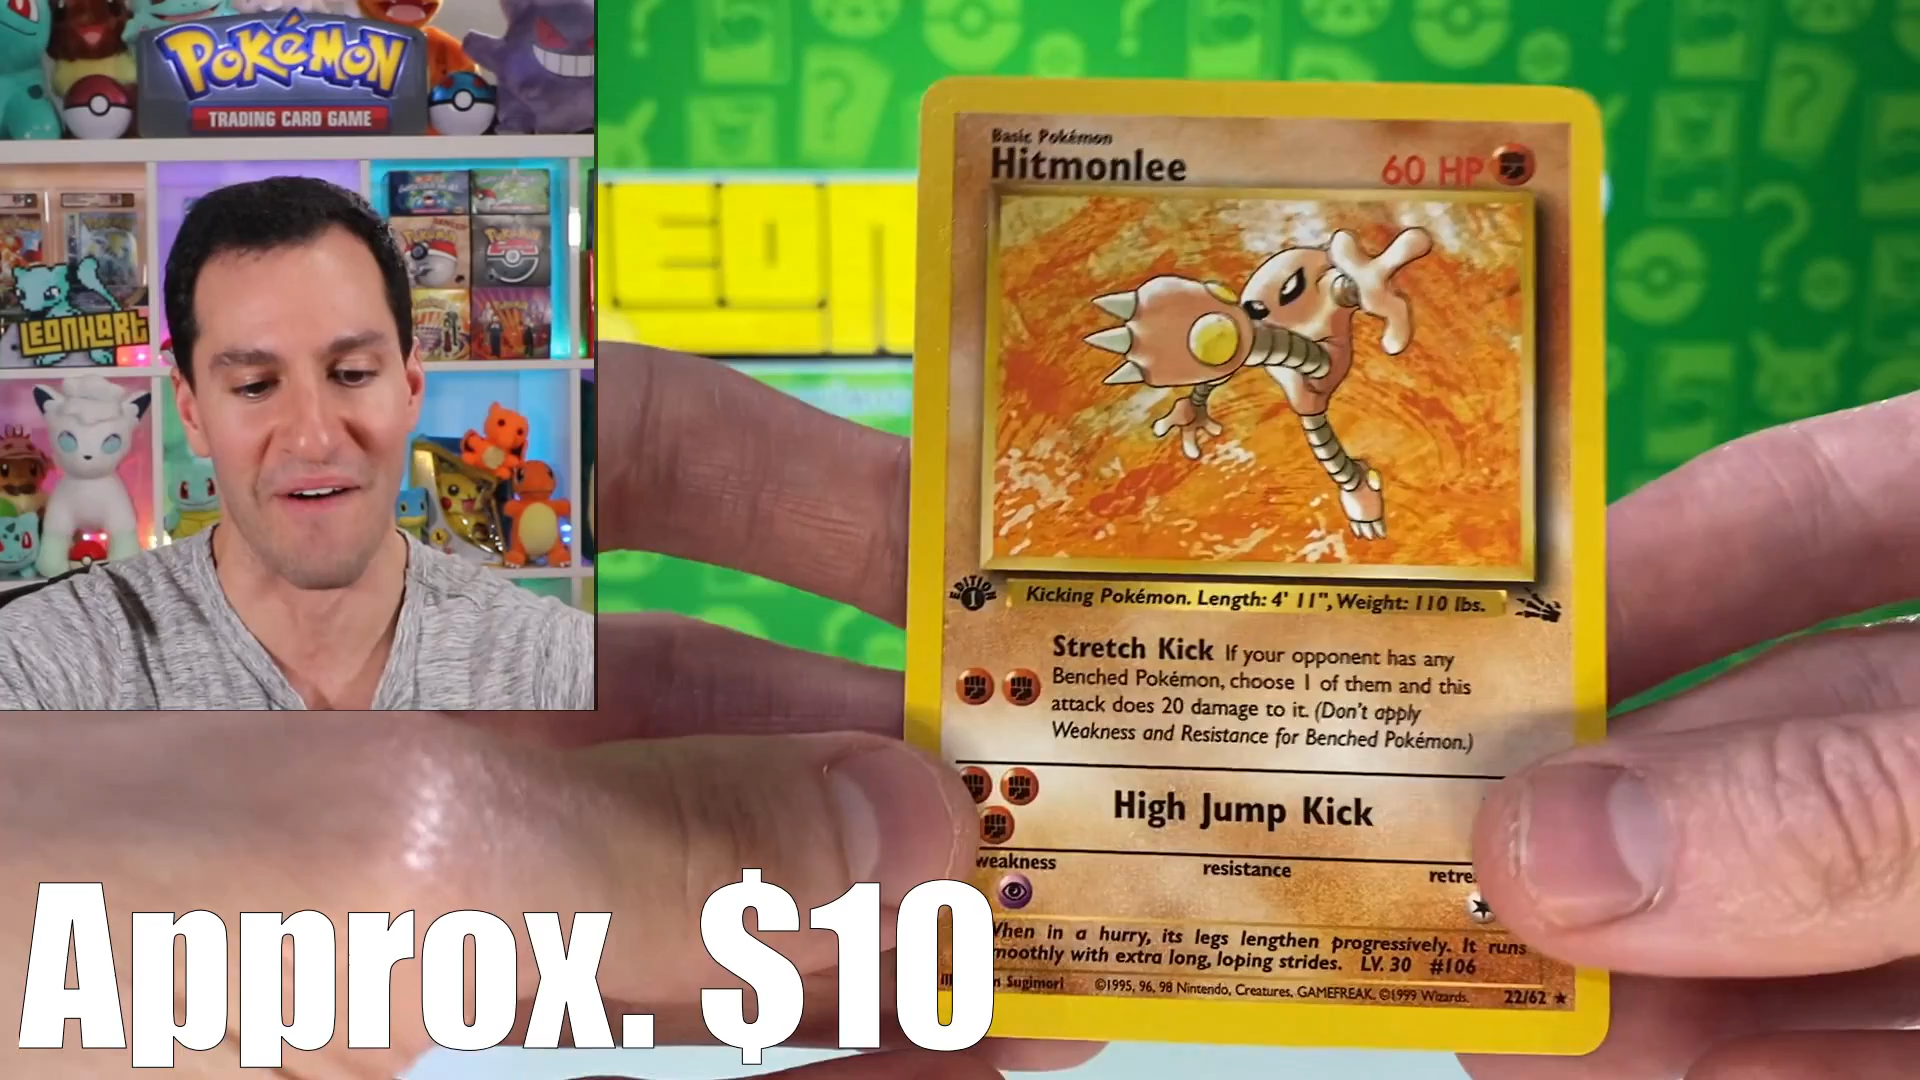 POKéMON
TRADING CARD GAME
LEONHART
LEON
Basic Pokémon
Hitmonlee
60 HP
EDITION
1
Kicking Pokémon. Length: 4' 11", Weight: 110 lbs.
Stretch Kick If your opponent has any
Benched Pokémon, choose 1 of them and this
attack does 20 damage to it. (Don't apply
Weakness and Resistance for Benched Pokémon.)
High Jump Kick
weakness
resistance
retre
When in a hurry, its legs lengthen progressively. It runs
moothly with extra long, loping strides. LV. 30 #106
Sugimori
©1995, 96, 98 Nintendo, Creatures, GAMEFREAK. ©1999 Wizards.
22/62 ★
Approx. $10